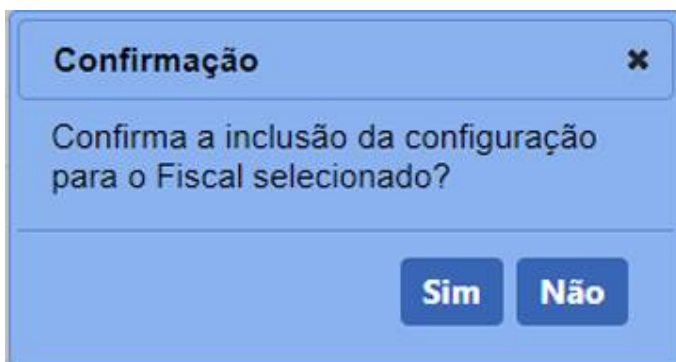 Confirmação
Confirma a inclusão da configuração
para o Fiscal selecionado?
Sim Não